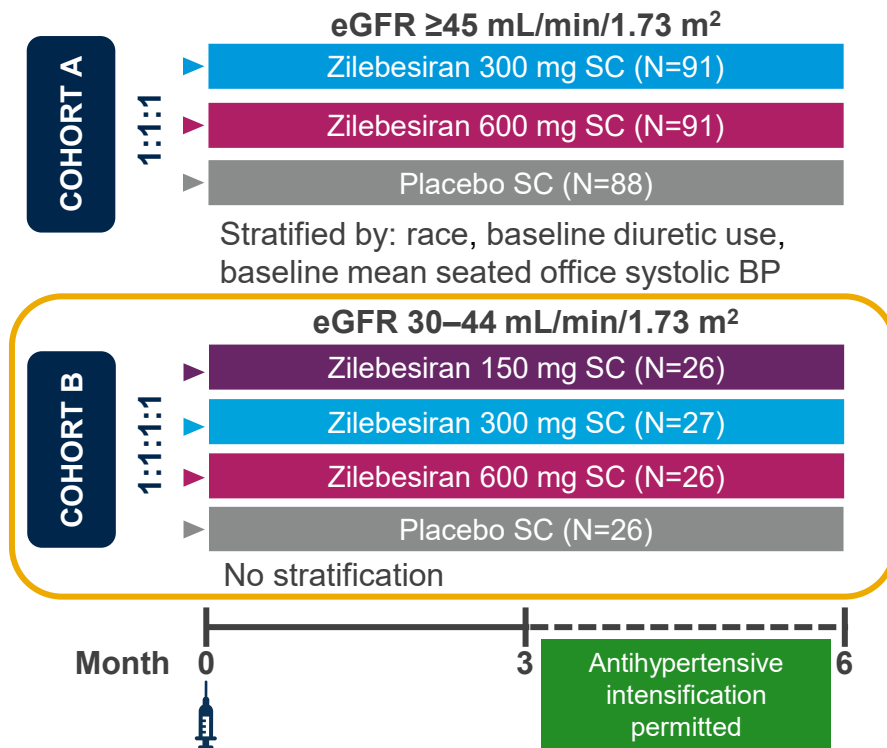 eGFR ≥45 mL/min/1.73 m²
COHORT A
1:1:1
Zilebesiran 300 mg SC (N=91)
Zilebesiran 600 mg SC (N=91)
Placebo SC (N=88)
Stratified by: race, baseline diuretic use,
baseline mean seated office systolic BP
eGFR 30–44 mL/min/1.73 m²
COHORT B
1:1:1:1
Zilebesiran 150 mg SC (N=26)
Zilebesiran 300 mg SC (N=27)
Zilebesiran 600 mg SC (N=26)
Placebo SC (N=26)
No stratification
Month 0 3 6
Antihypertensive
intensification
permitted